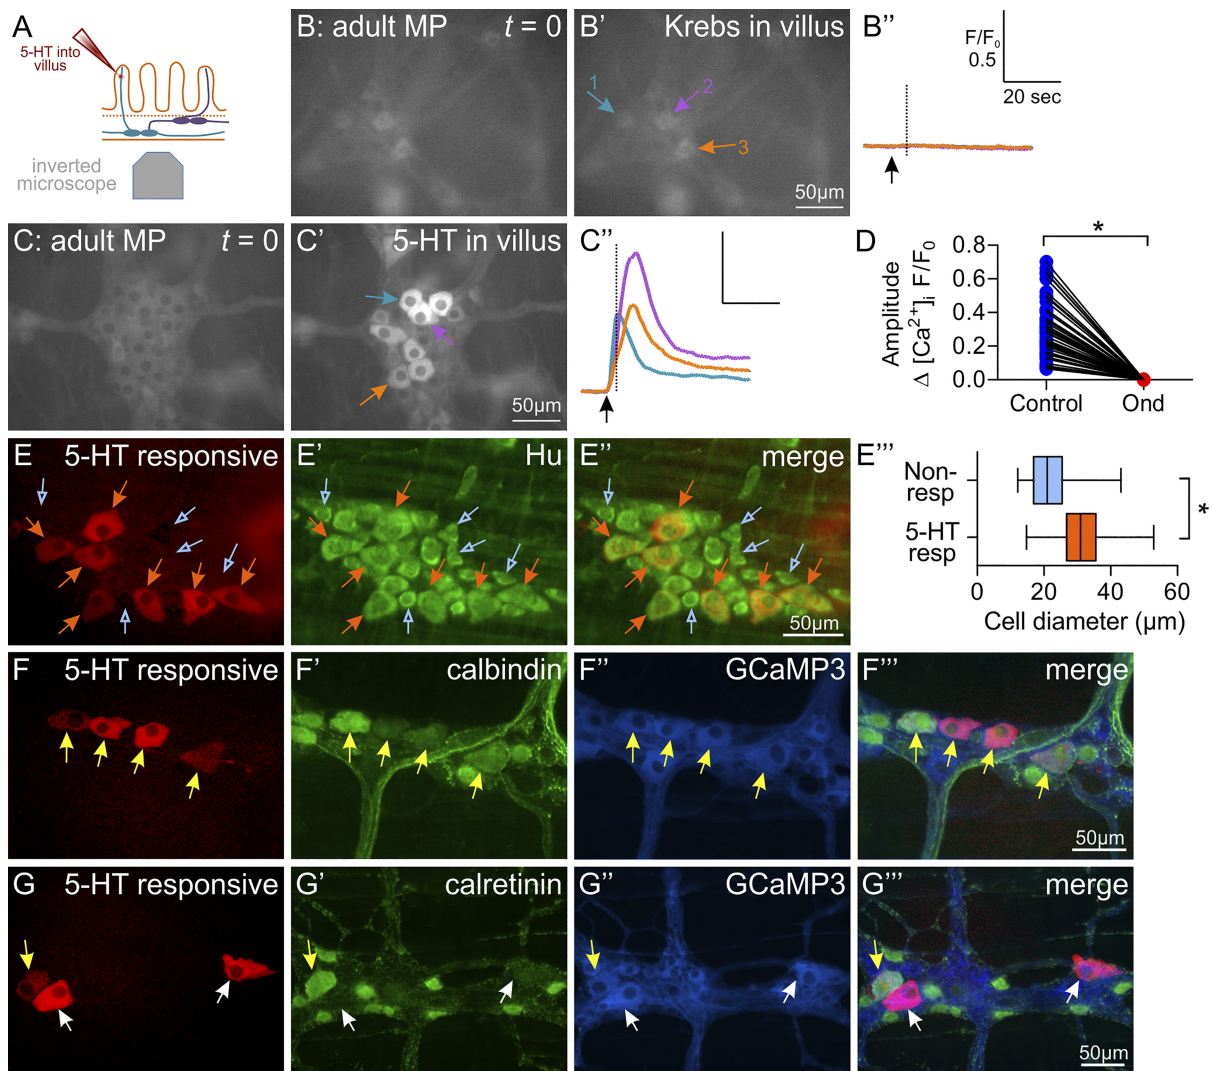 A
5-HT into
villus
inverted
microscope
B: adult MP t = 0
B’ Krebs in villus
1
2
3
50µm
B’’
F/F0
0.5
20 sec
C: adult MP t = 0
C’ 5-HT in villus
50µm
C’’
D
Amplitude
Δ [Ca2+]i F/F0
0.8
0.6
0.4
0.2
0.0
*
Control Ond
E 5-HT responsive
E’ Hu
E’’ merge
50µm
E’’’
Non-
resp
5-HT
resp
*
0 20 40 60
Cell diameter (µm)
F 5-HT responsive
F’ calbindin
F’’ GCaMP3
F’’’ merge
50µm
G 5-HT responsive
G’ calretinin
G’’ GCaMP3
G’’’ merge
50µm